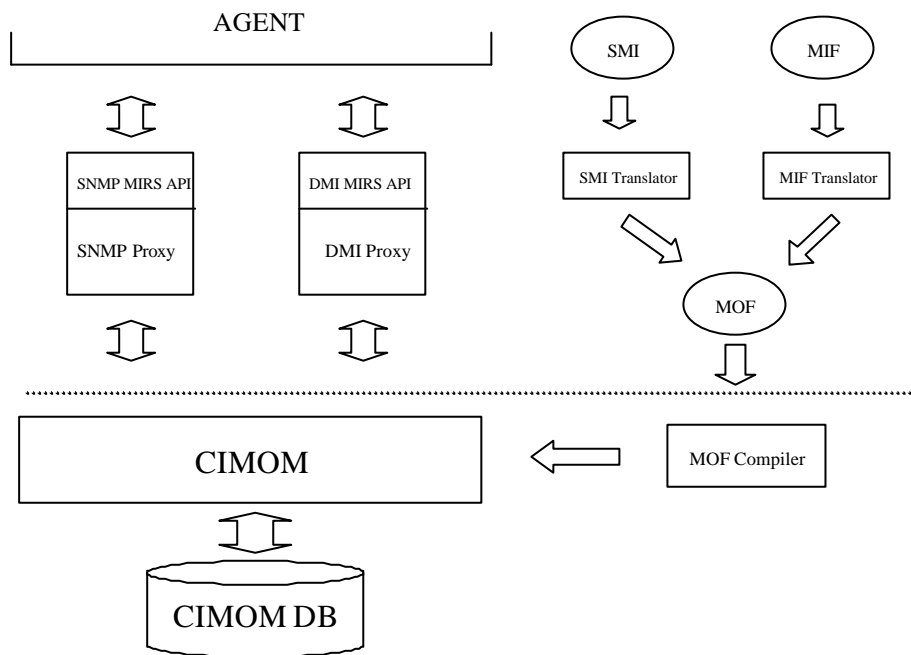 AGENT
SMI
MIF
SNMP MIRS API
DMI MIRS API
SMI Translator
MIF Translator
SNMP Proxy
DMI Proxy
MOF
CIMOM
MOF Compiler
CIMOM DB